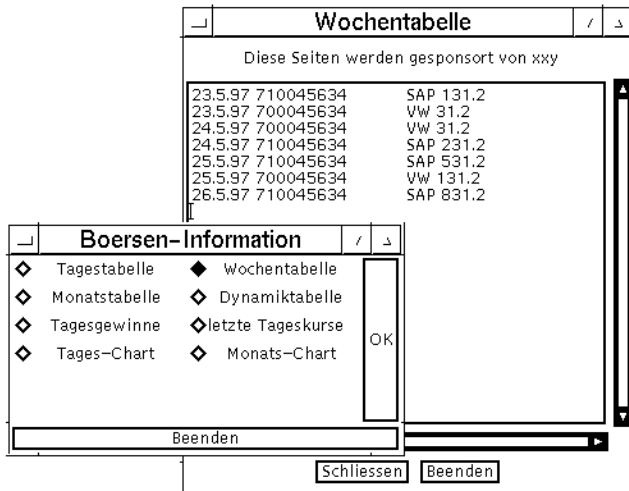 Wochentabelle
Diese Seiten werden gesponsort von xxy
23.5.97 710045634 SAP 131.2
23.5.97 700045634 VW 31.2
24.5.97 700045634 VW 31.2
24.5.97 710045634 SAP 231.2
25.5.97 710045634 SAP 531.2
25.5.97 700045634 VW 131.2
26.5.97 710045634 SAP 831.2
Boersen-Information
Tagestabelle Wochentabelle
Monatstabelle Dynamiktabelle
Tagesgewinne letzte Tageskurse
OK
Tages-Chart Monats-Chart
Beenden
Schliessen Beenden